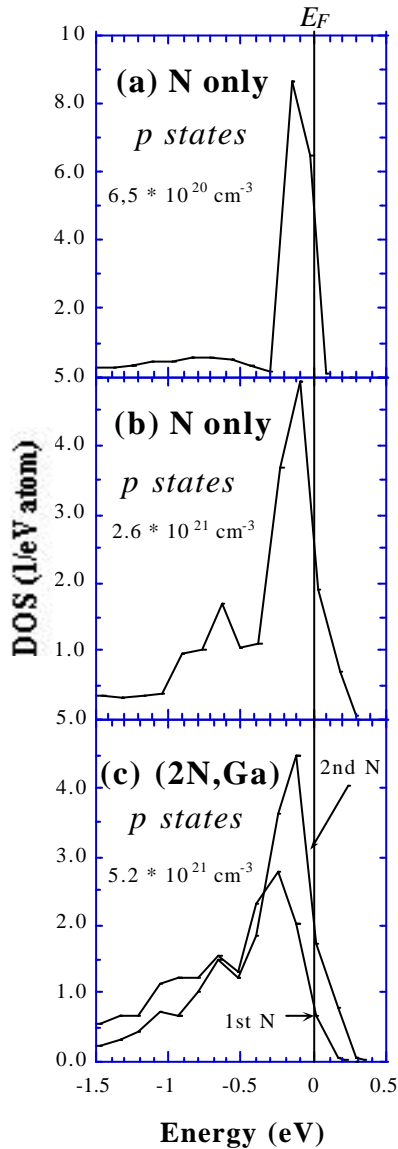 E_F
10
(a) N only
8.0
p states
6.0
6,5 * 10^20 cm^-3
4.0
2.0
5.0
(b) N only
4.0
p states
3.0
2.6 * 10^21 cm^-3
2.0
1.0
DOS (1/eV atom)
5.0
(c) (2N,Ga)
2nd N
4.0
p states
3.0
5.2 * 10^21 cm^-3
2.0
1.0
1st N
0.0
-1.5 -1 -0.5 0 0.5
Energy (eV)